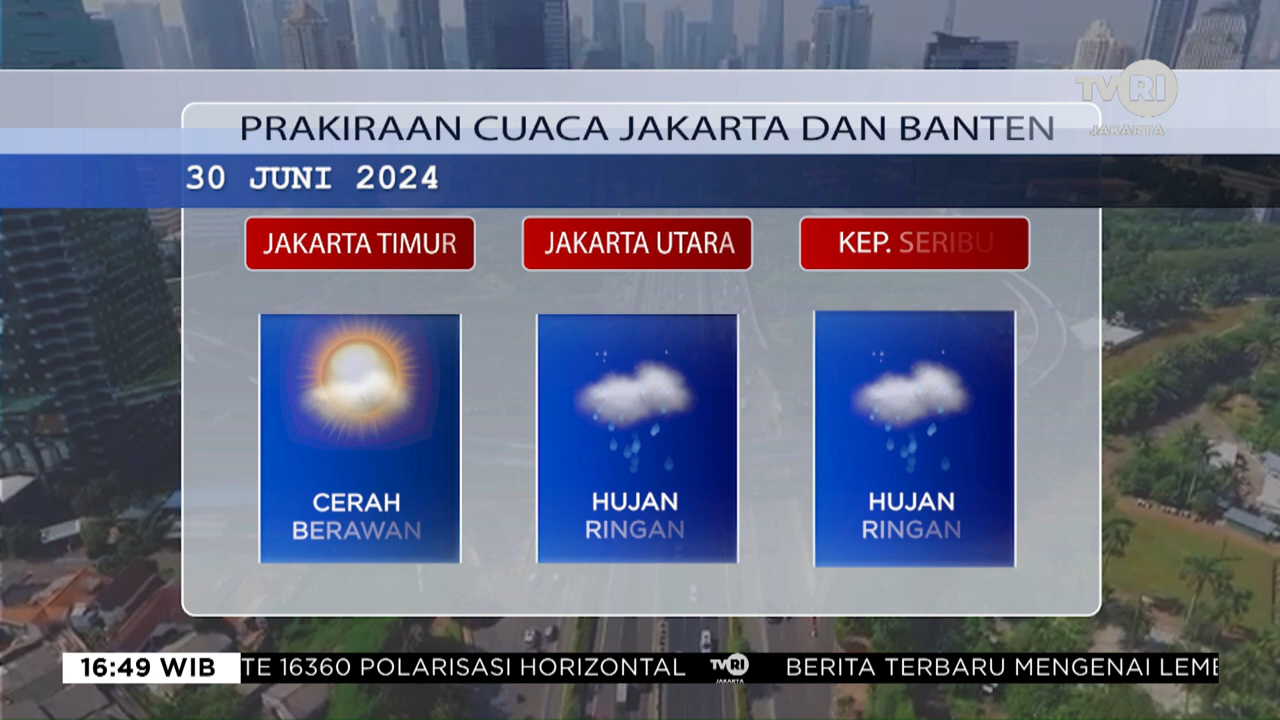 TVRI
JAKARTA
PRAKIRAAN CUACA JAKARTA DAN BANTEN
30 JUNI 2024
JAKARTA TIMUR
JAKARTA UTARA
KEP. SERIBU
CERAH
BERAWAN
HUJAN
RINGAN
HUJAN
RINGAN
16:49 WIB
TE 16360 POLARISASI HORIZONTAL TVRI JAKARTA BERITA TERBARU MENGENAI LEME